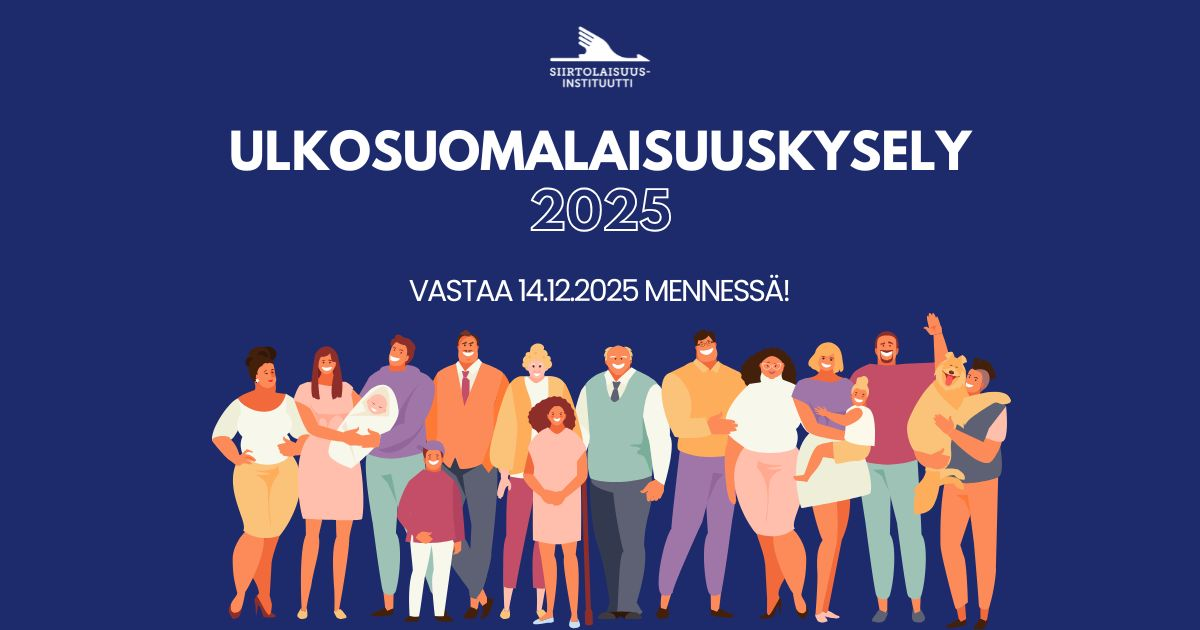 SIIRTOLAISUUS-
INSTITUUTTI
ULKOSUOMALAISUUSKYSELY
2025
VASTAA 14.12.2025 MENNESSÄ!